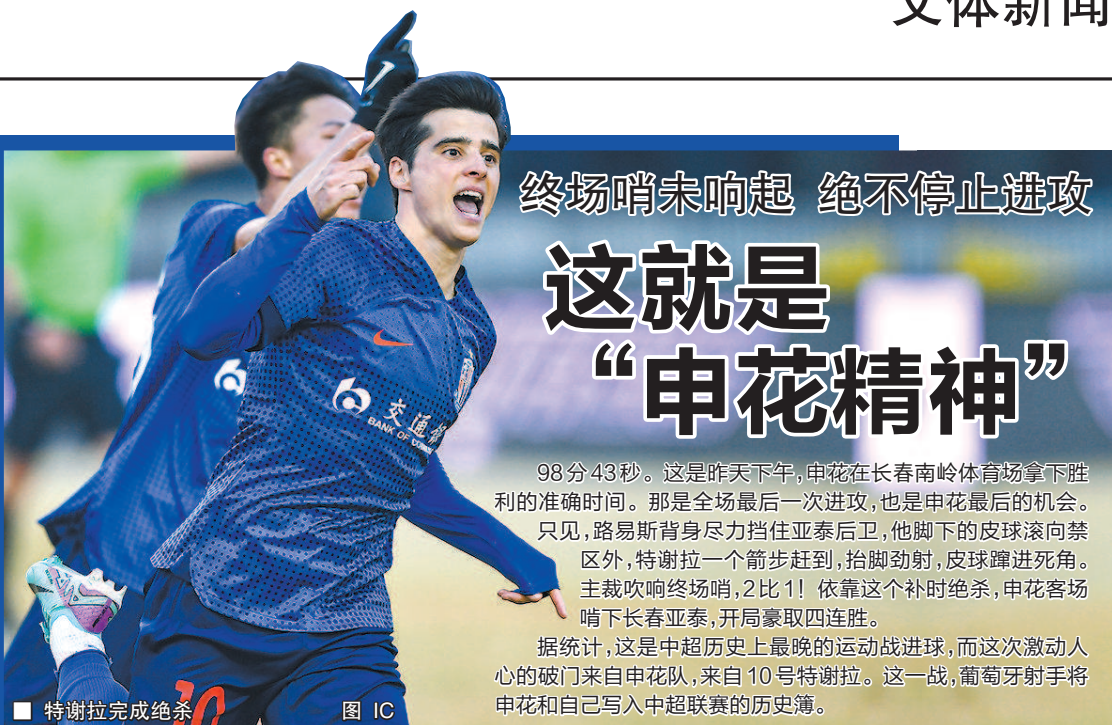 文体新闻
终场哨未响起 绝不停止进攻
这就是
“申花精神”
98分43秒。这是昨天下午，申花在长春南岭体育场拿下胜
利的准确时间。那是全场最后一次进攻，也是申花最后的机会。
只见，路易斯背身尽力挡住亚泰后卫，他脚下的皮球滚向禁
区外，特谢拉一个箭步赶到，抬脚劲射，皮球蹿进死角。
主裁吹响终场哨，2比1！依靠这个补时绝杀，申花客场
啃下长春亚泰，开局豪取四连胜。
据统计，这是中超历史上最晚的运动战进球，而这次激动人
心的破门来自申花队，来自10号特谢拉。这一战，葡萄牙射手将
申花和自己写入中超联赛的历史簿。
交通
BANK OF
10
■ 特谢拉完成绝杀 图 IC